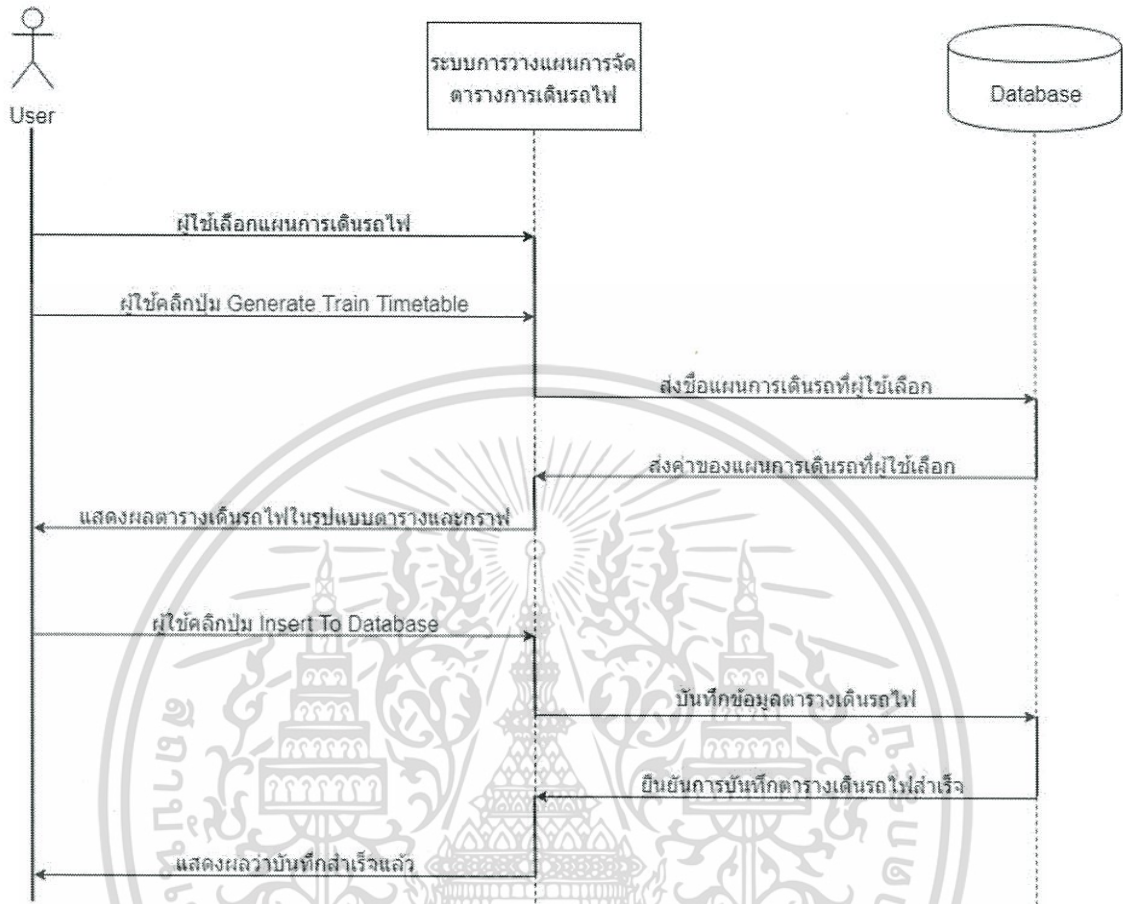 ระบบการวางแผนการจัด
ตารางการเดินรถไฟ
Database
User
ผู้ใช้เลือกแผนการเดินรถไฟ
ผู้ใช้คลิกปุ่ม Generate Train Timetable
ส่งชื่อแผนการเดินรถที่ผู้ใช้เลือก
ส่งค่าของแผนการเดินรถที่ผู้ใช้เลือก
แสดงผลตารางเดินรถไฟในรูปแบบตารางและกราฟ
ผู้ใช้คลิกปุ่ม Insert To Database
บันทึกข้อมูลตารางเดินรถไฟ
ยืนยันการบันทึกตารางเดินรถไฟสำเร็จ
แสดงผลว่าบันทึกสำเร็จแล้ว